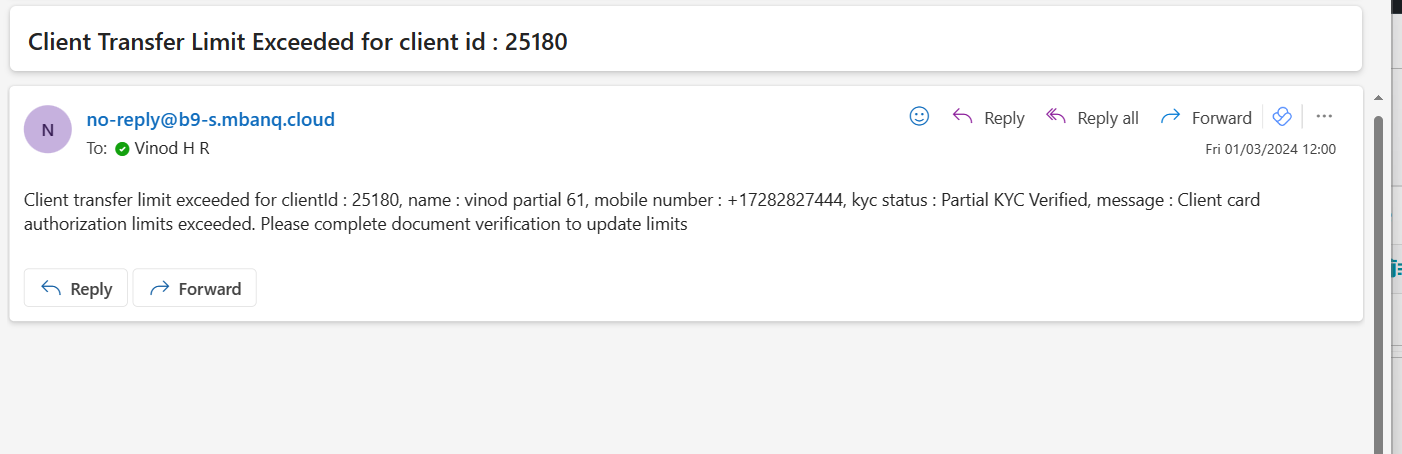 Client Transfer Limit Exceeded for client id : 25180
N
no-reply@b9-s.mbanq.cloud
Reply
Reply all
Forward
To: Vinod H R
Fri 01/03/2024 12:00
Client transfer limit exceeded for clientId : 25180, name : vinod partial 61, mobile number : +17282827444, kyc status : Partial KYC Verified, message : Client card
authorization limits exceeded. Please complete document verification to update limits
Reply
Forward